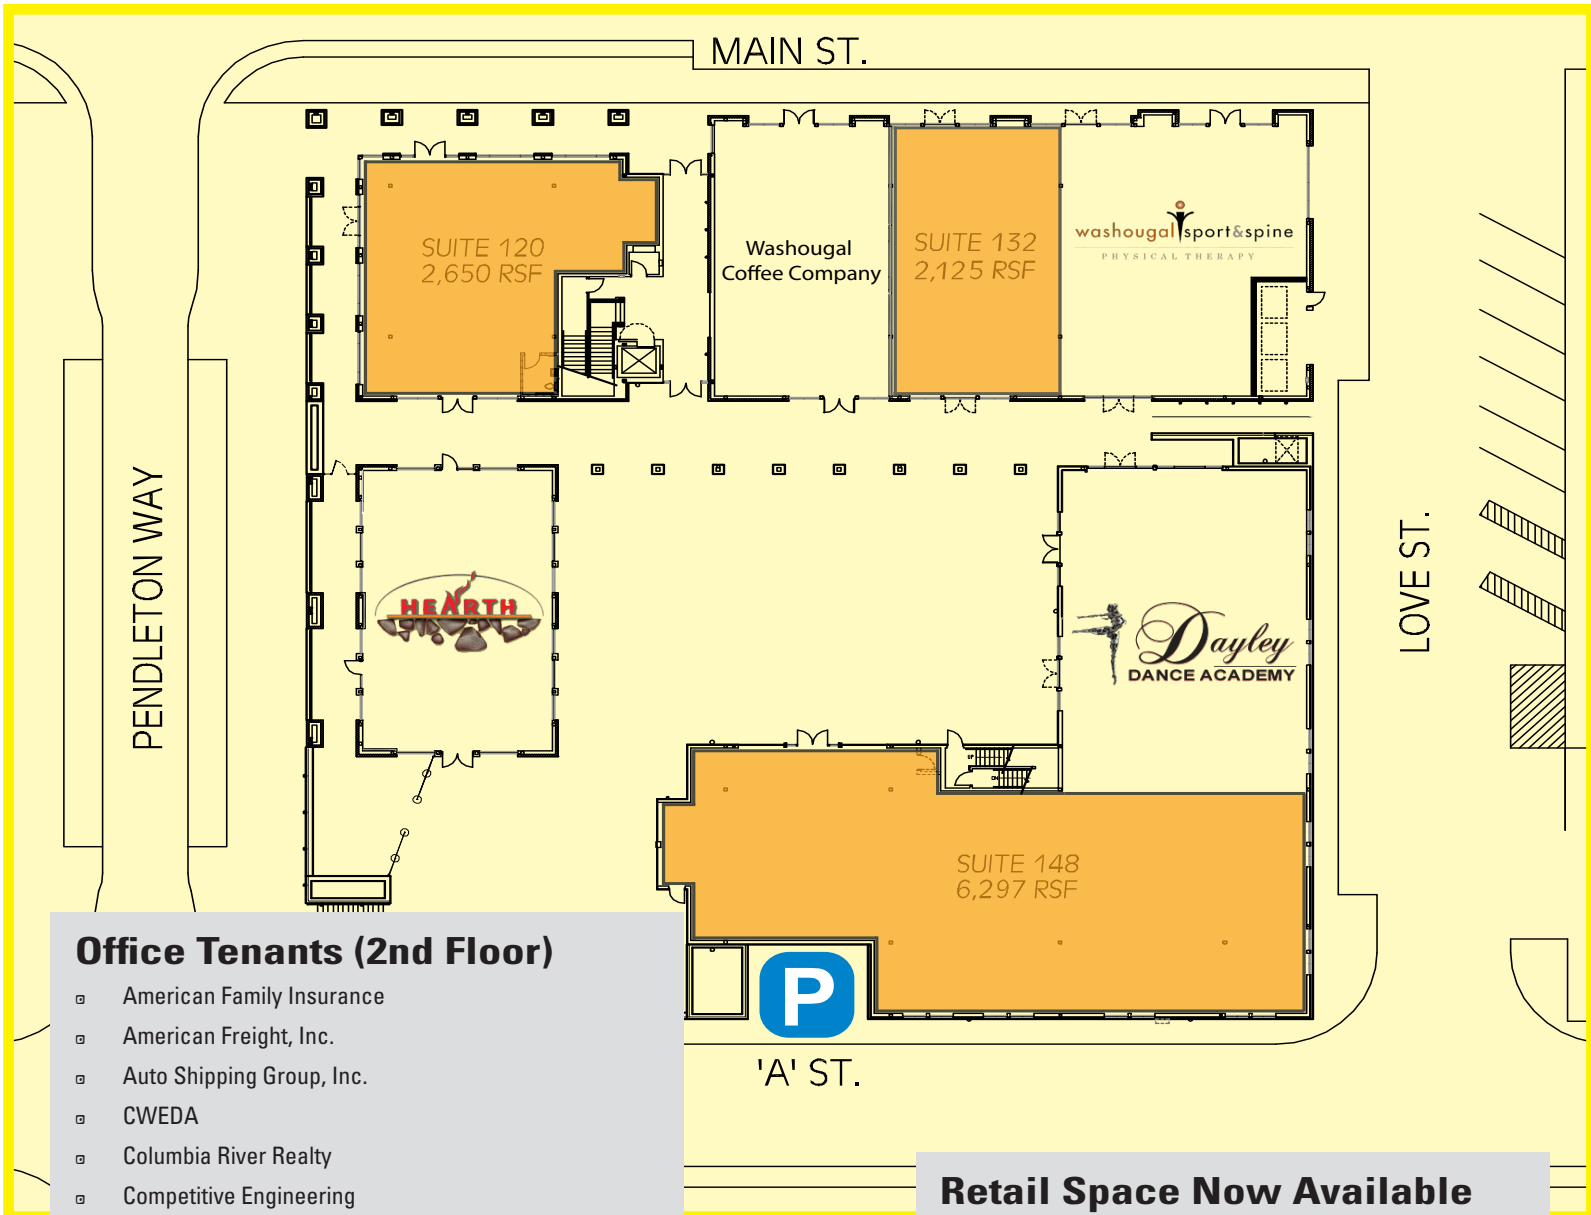 MAIN ST.
SUITE 120
2,650 RSF
Washougal
Coffee Company
SUITE 132
2,125 RSF
washougal sport&spine
PHYSICAL THERAPY
PENDLETON WAY
HEARTH
Dayley
DANCE ACADEMY
LOVE ST.
SUITE 148
6,297 RSF
P
'A' ST.
Office Tenants (2nd Floor)
American Family Insurance
American Freight, Inc.
Auto Shipping Group, Inc.
CWEDA
Columbia River Realty
Competitive Engineering
Retail Space Now Available